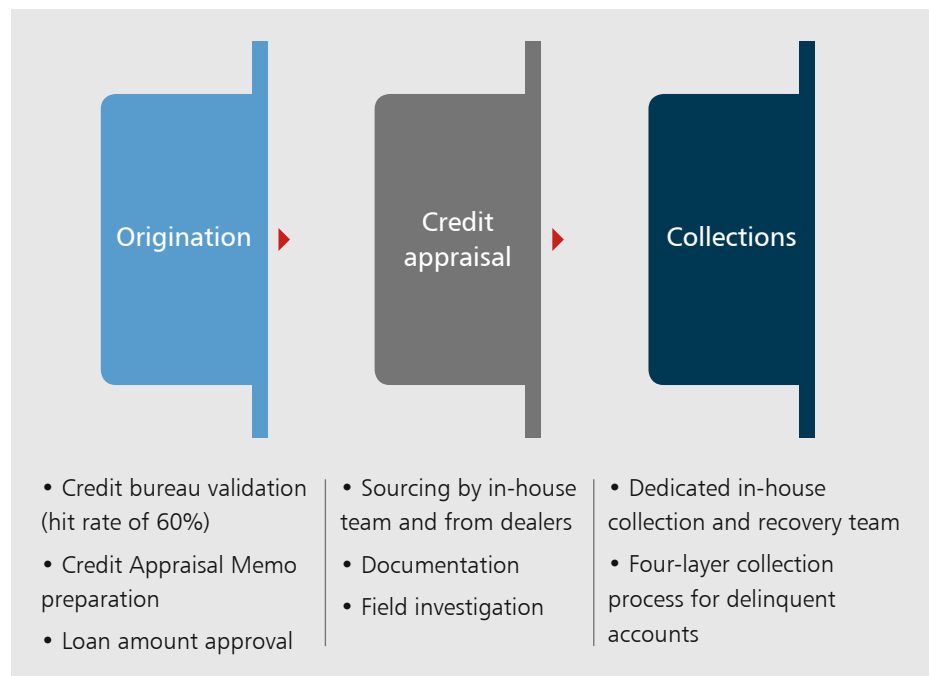 Origination
Credit
appraisal
Collections
• Credit bureau validation
(hit rate of 60%)
• Credit Appraisal Memo
preparation
• Loan amount approval
• Sourcing by in-house
team and from dealers
• Documentation
• Field investigation
• Dedicated in-house
collection and recovery team
• Four-layer collection
process for delinquent
accounts